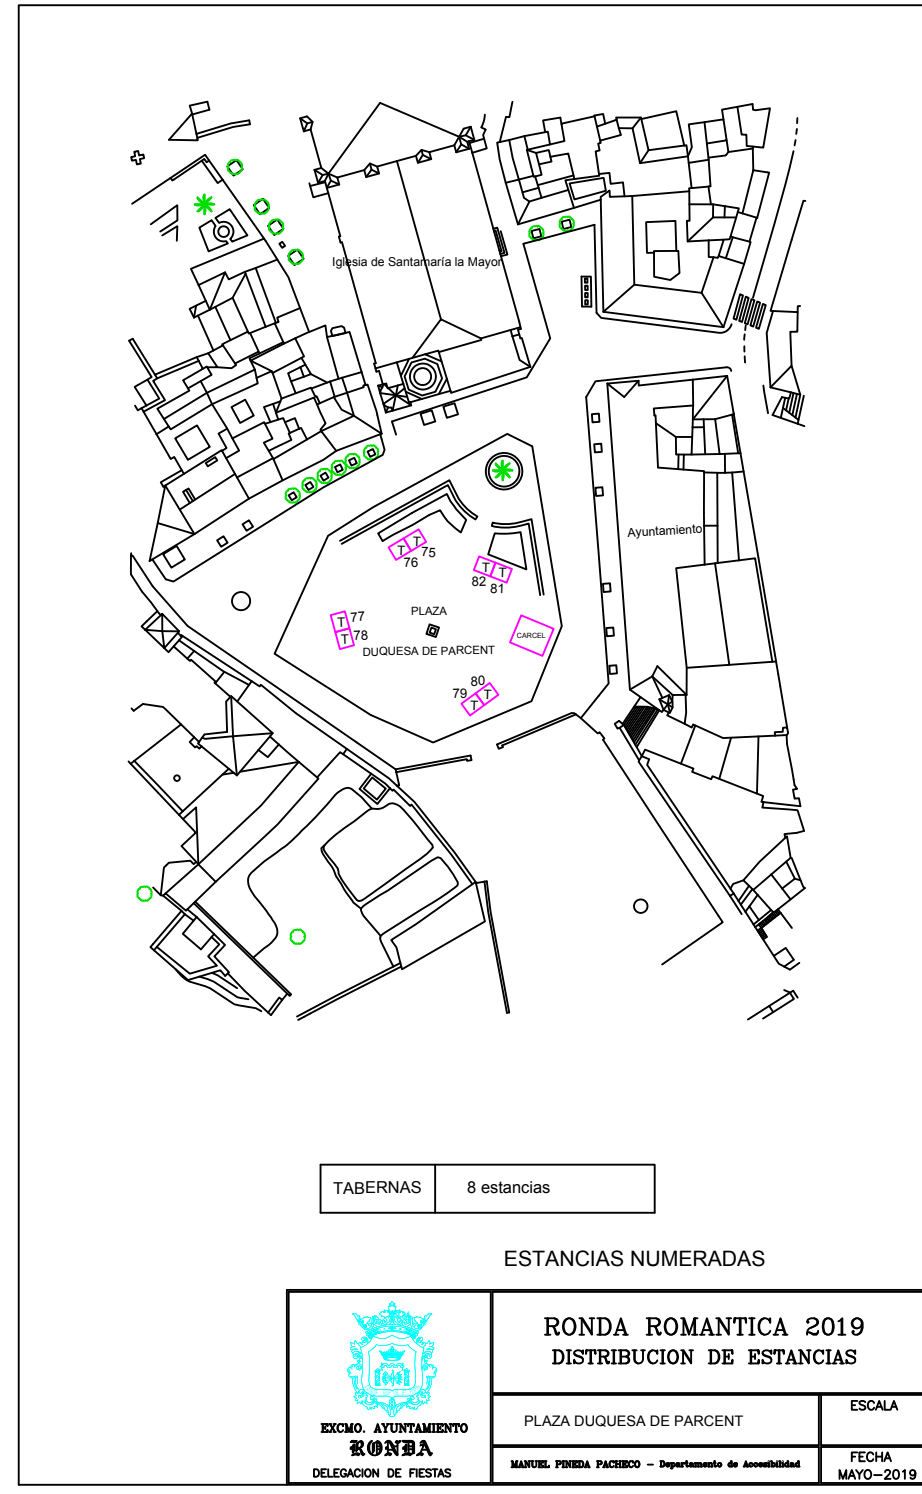 Iglesia de Santamaría la Mayor
Ayuntamiento
T T 75
76
T T
82 81
T 77
T 78
PLAZA
DUQUESA DE PARCENT
CARCEL
80
79 T T
TABERNAS 8 estancias
ESTANCIAS NUMERADAS
RONDA ROMANTICA 2019
DISTRIBUCION DE ESTANCIAS
EXCMO. AYUNTAMIENTO
RONDA
DELEGACION DE FIESTAS
PLAZA DUQUESA DE PARCENT
ESCALA
MANUEL PINEDA PACHECO - Departamento de Accesibilidad
FECHA
MAYO-2019